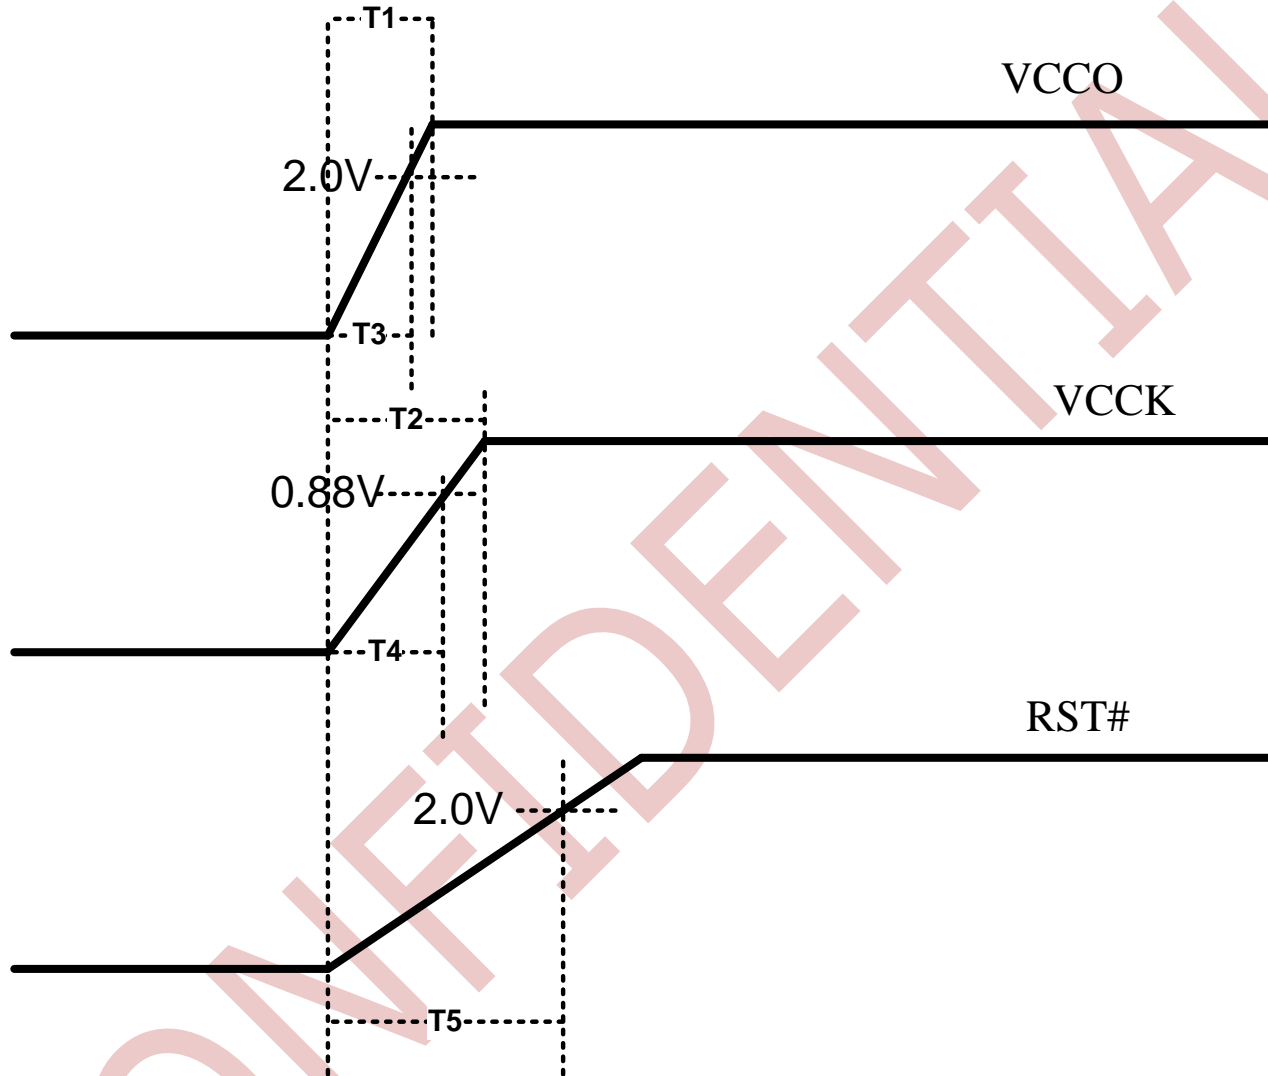 T1
VCCO
2.0V
T3
VCCK
T2
0.88V
T4
RST#
2.0V
T5
CONFIDENTIAL